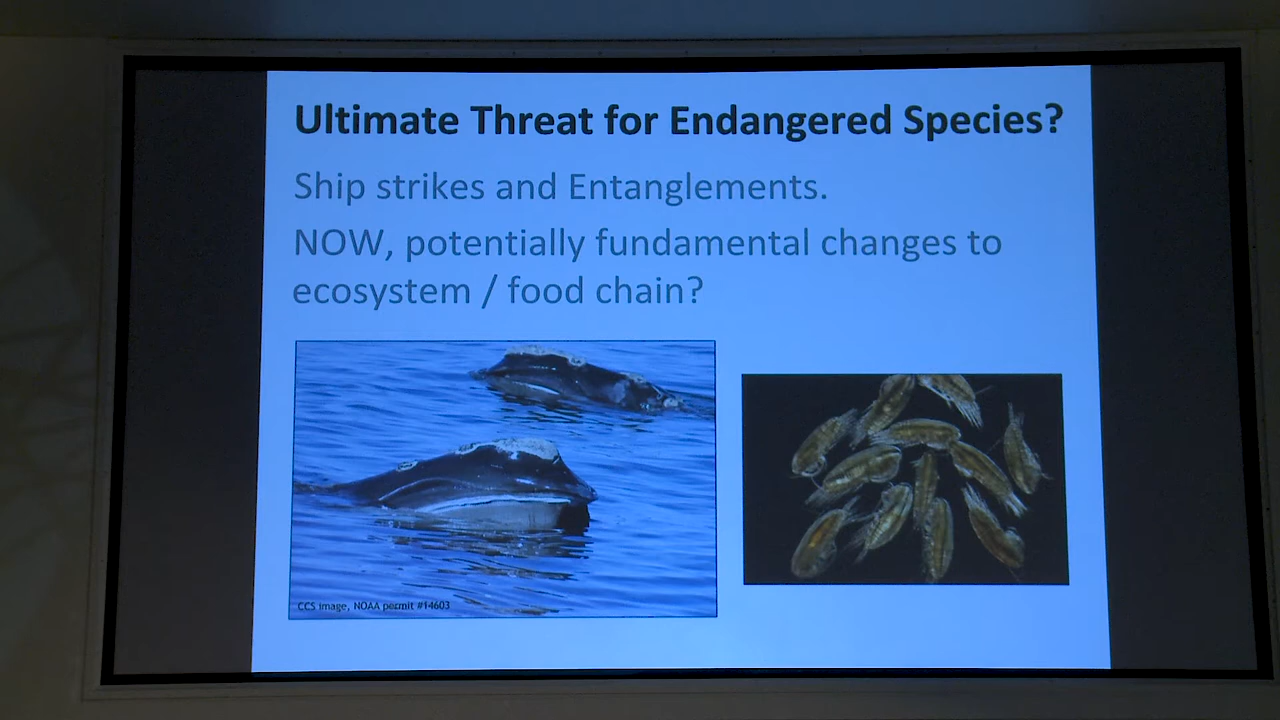 Ultimate Threat for Endangered Species?
Ship strikes and Entanglements.
NOW, potentially fundamental changes to
ecosystem / food chain?
CCS image, NOAA permit #14603